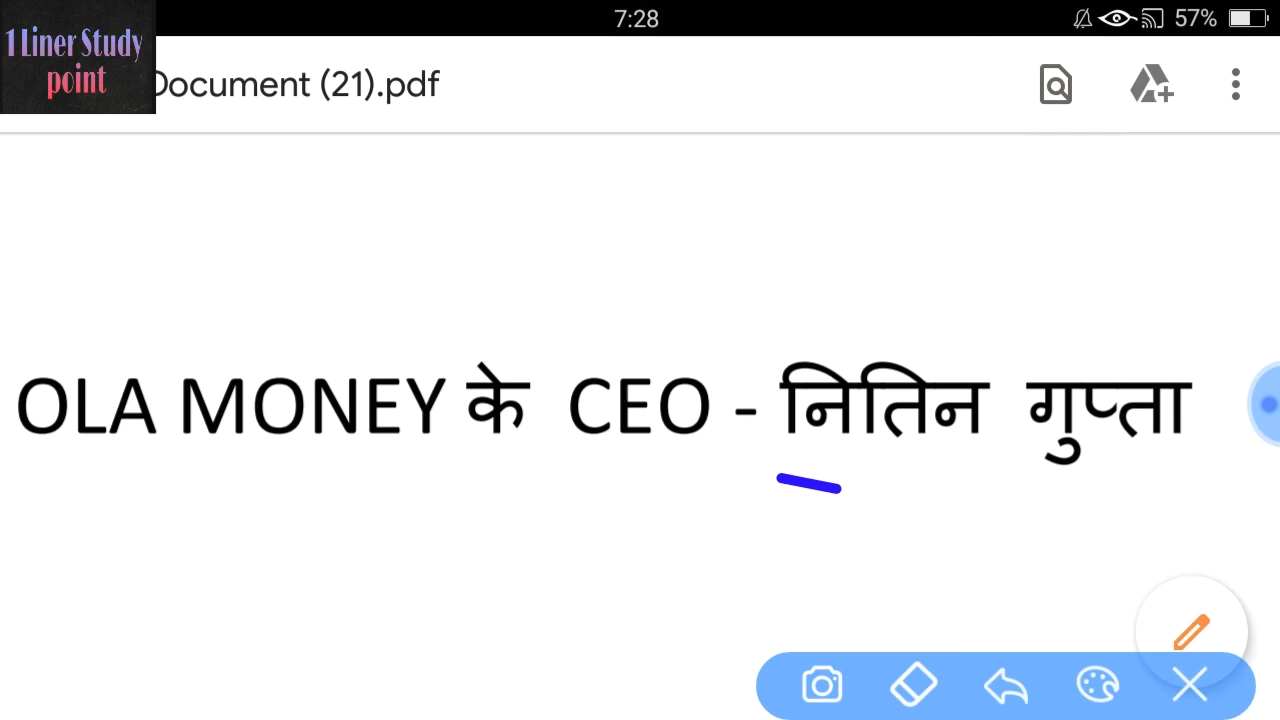 7:28
57%
1 Liner Study
point
Document (21).pdf
OLA MONEY के CEO - नितिन गुप्ता